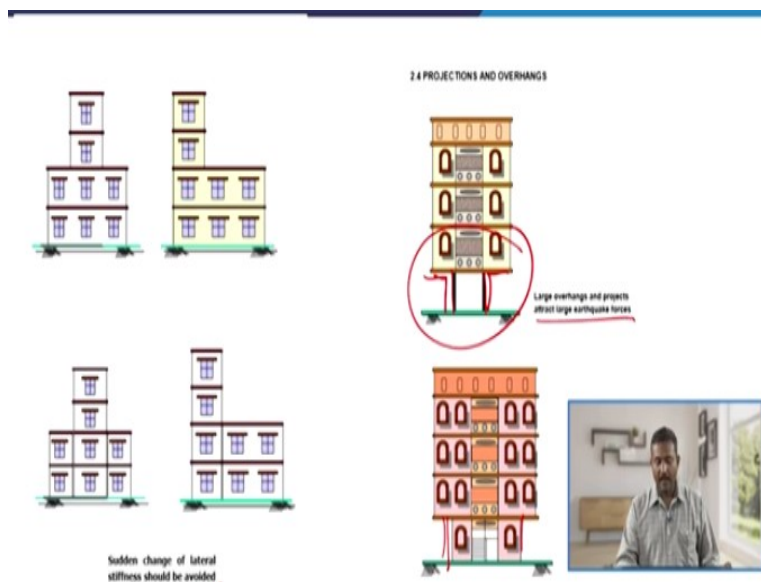 2.4 PROJECTIONS AND OVERHANGS
Large overhangs and projects
attract large earthquake forces
Sudden change of lateral
stiffness should be avoided